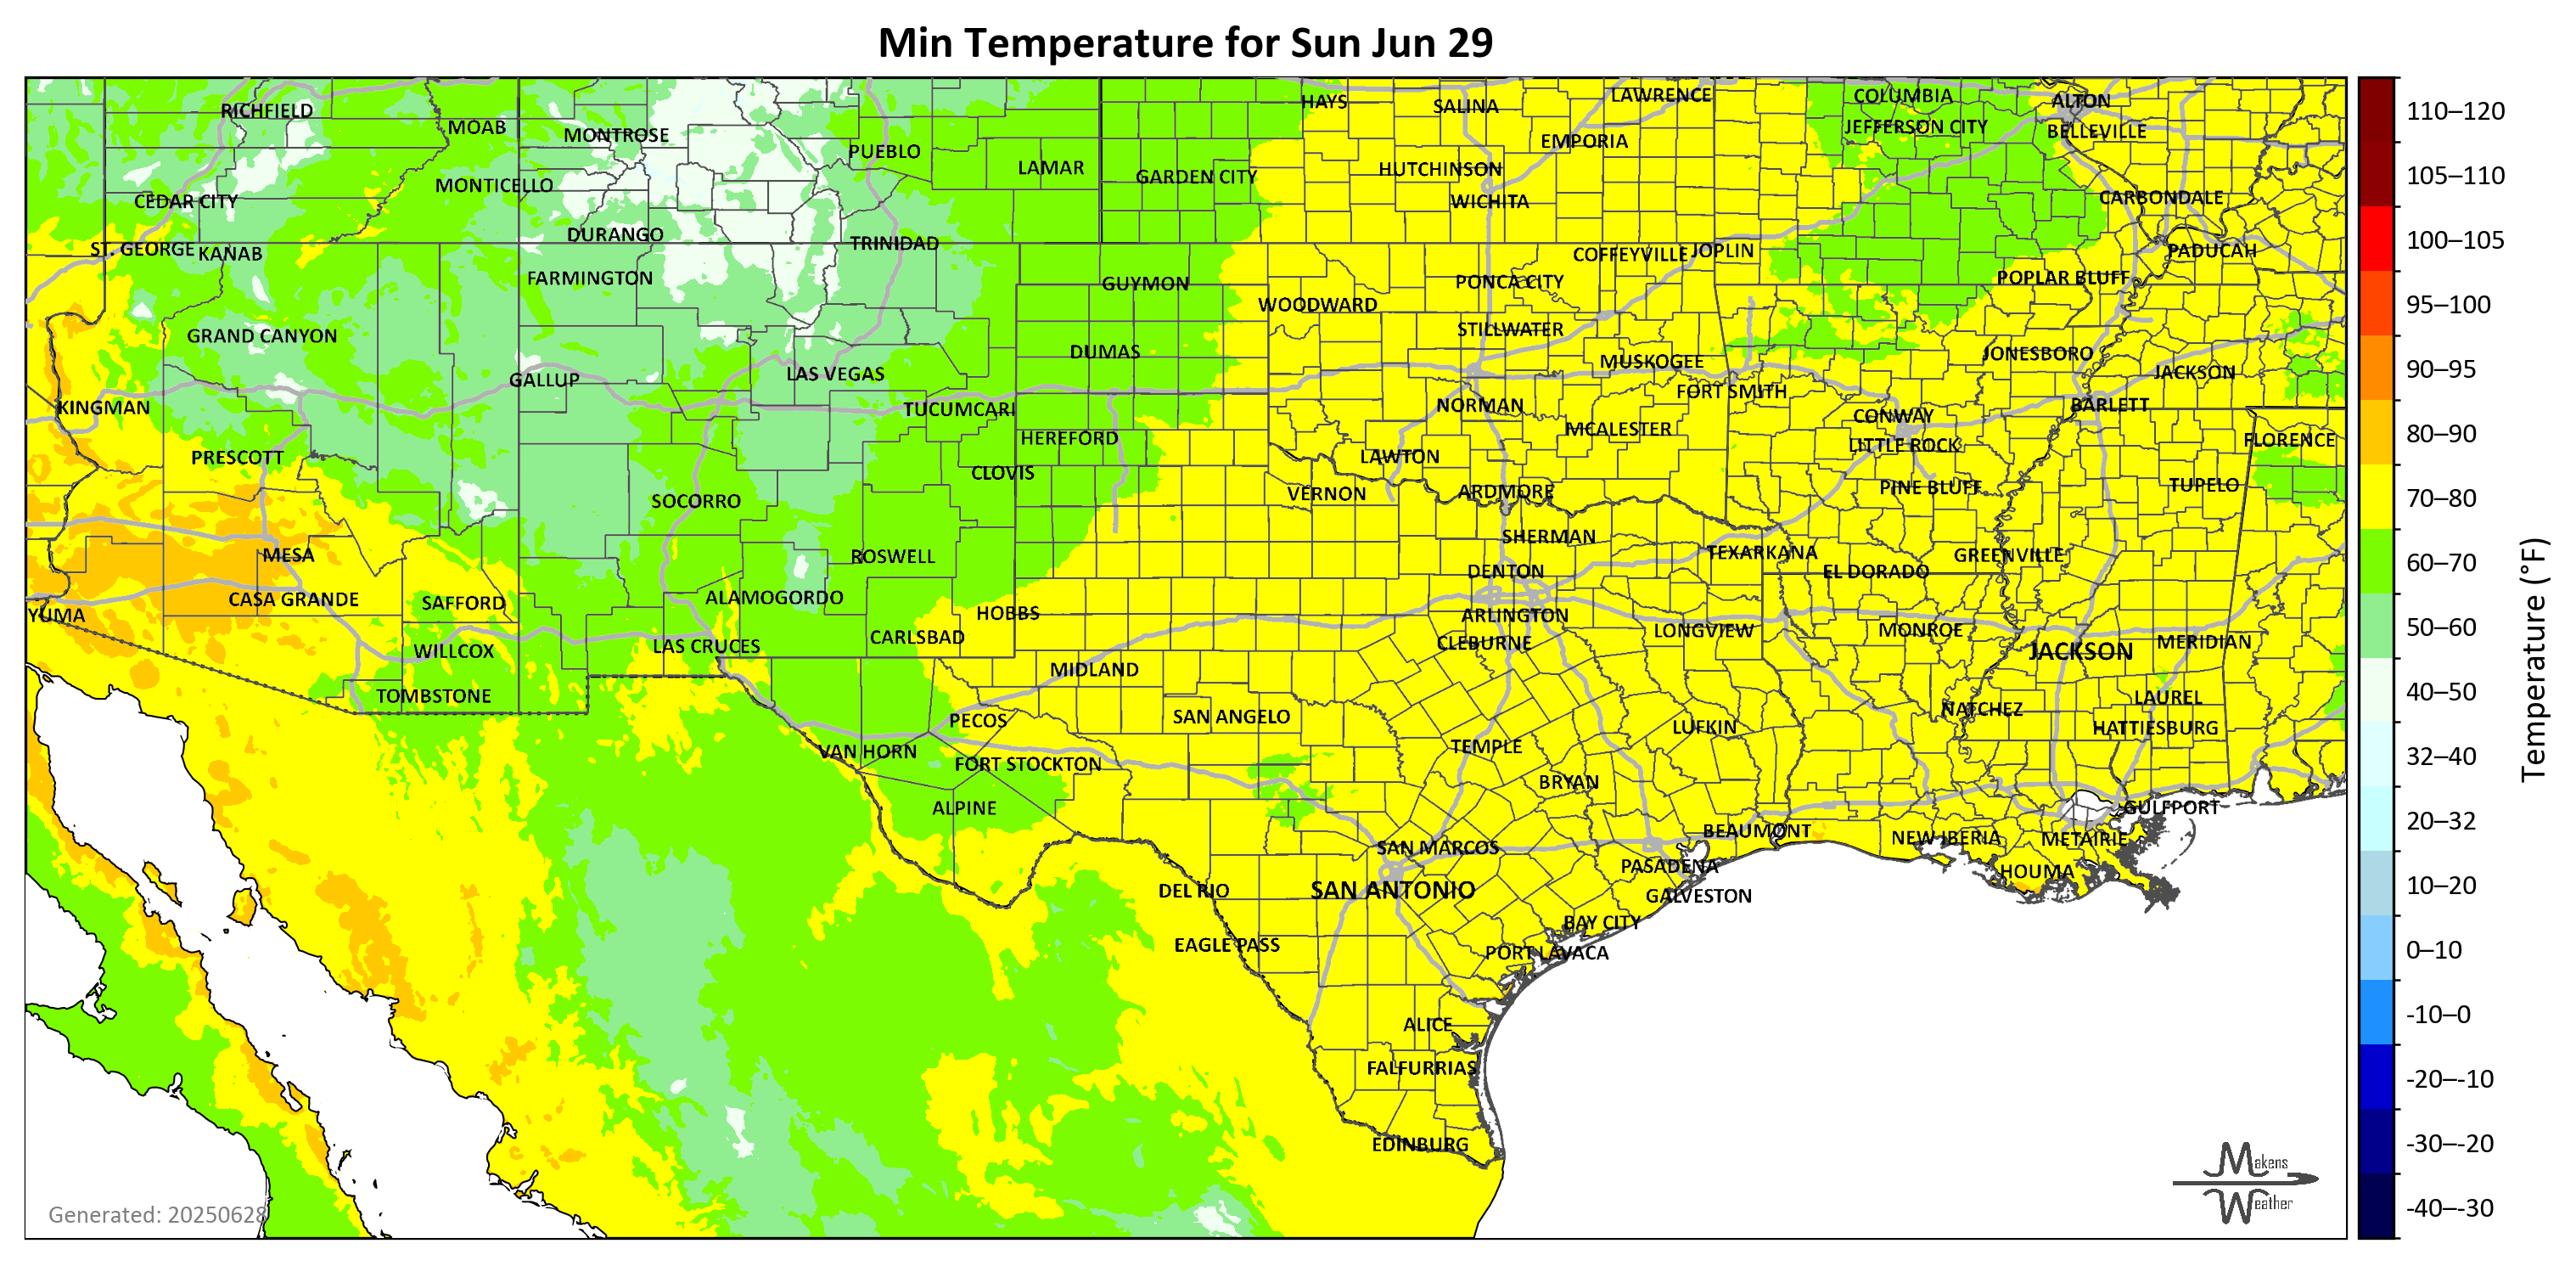 Min Temperature for Sun Jun 29
RICHFIELD
MOAB
MONTROSE
PUEBLO
LAMAR
HAYS
SALINA
LAWRENCE
COLUMBIA
ALTON
JEFFERSON CITY
BELLEVILLE
EMPORIA
HUTCHINSON
GARDEN CITY
MONTICELLO
CEDAR CITY
WICHITA
CARBONDALE
DURANGO
TRINIDAD
ST. GEORGE
KANAB
COFFEYVILLE
JOPLIN
PADUCAH
FARMINGTON
GUYMON
PONCA CITY
POPLAR BLUFF
WOODWARD
STILLWATER
GRAND CANYON
DUMAS
MUSKOGEE
JONESBORO
GALLUP
LAS VEGAS
JACKSON
FORT SMITH
KINGMAN
TUCUMCARI
NORMAN
CONWAY
BARLETT
HEREFORD
MCALESTER
LITTLE ROCK
FLORENCE
PRESCOTT
CLOVIS
LAWTON
SOCORRO
VERNON
ARDMORE
PINE BLUFF
TUPELO
SHERMAN
MESA
ROSWELL
TEXARKANA
GREENVILLE
DENTON
EL DORADO
CASA GRANDE
SAFFORD
ALAMOGORDO
YUMA
HOBBS
ARLINGTON
WILLCOX
LAS CRUCES
CARLSBAD
CLEBURNE
LONGVIEW
MONROE
JACKSON
MERIDIAN
MIDLAND
TOMBSTONE
LAUREL
PECOS
SAN ANGELO
NATCHEZ
LUFKIN
HATTIESBURG
VAN HORN
TEMPLE
FORT STOCKTON
BRYAN
ALPINE
GULFPORT
BEAUMONT
NEW IBERIA
METAIRIE
SAN MARCOS
PASADENA
HOUMA
DEL RIO
SAN ANTONIO
GALVESTON
BAY CITY
EAGLE PASS
PORT LAVACA
ALICE
FALFURRIAS
EDINBURG
Generated: 20250628
Makens
Weather
110–120
105–110
100–105
95–100
90–95
80–90
70–80
60–70
50–60
40–50
32–40
20–32
10–20
0–10
-10–0
-20–-10
-30–-20
-40–-30
Temperature (°F)